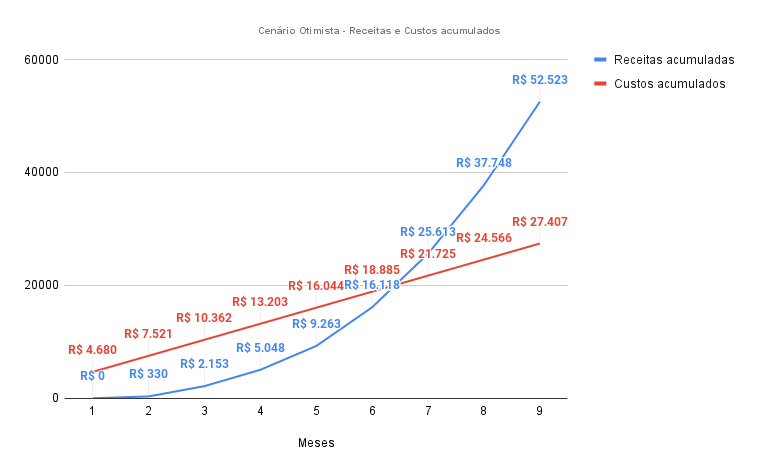 Cenário Otimista - Receitas e Custos acumulados
Receitas acumuladas
Custos acumulados
60000
40000
20000
0
R$ 4.680
R$ 7.521
R$ 10.362
R$ 13.203
R$ 16.044
R$ 18.885
R$ 21.725
R$ 24.566
R$ 27.407
R$ 0
R$ 330
R$ 2.153
R$ 5.048
R$ 9.263
R$ 16.118
R$ 25.613
R$ 37.748
R$ 52.523
1 2 3 4 5 6 7 8 9
Meses